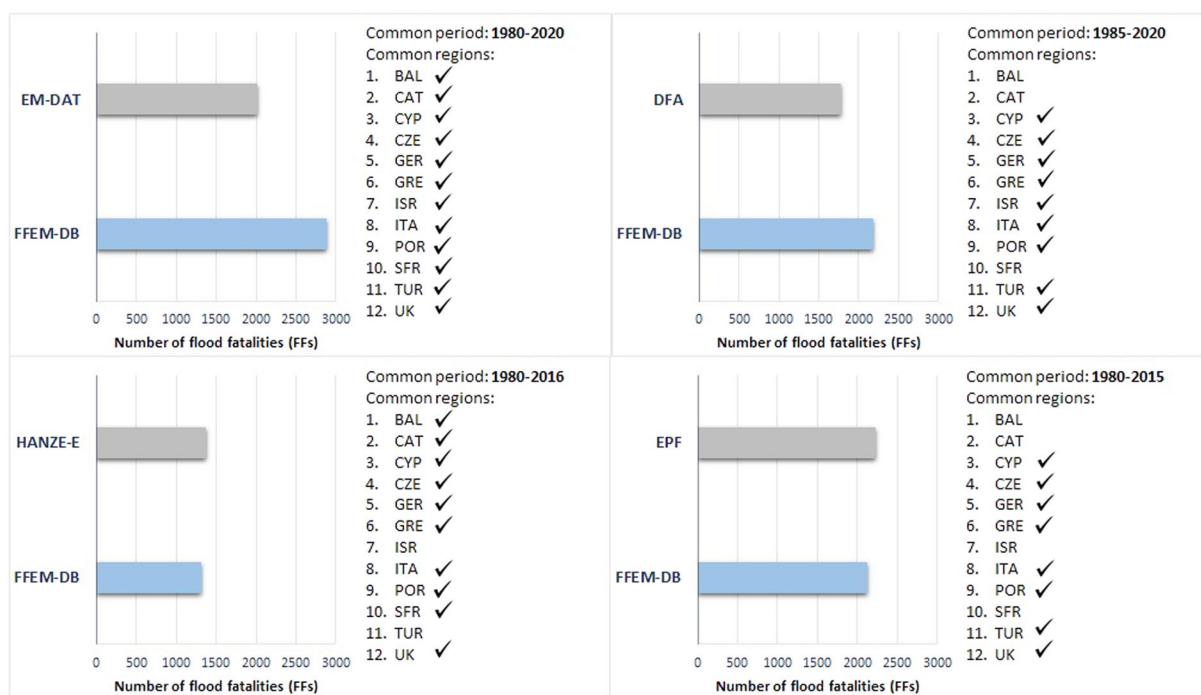 EM-DAT
FFEM-DB
0 500 1000 1500 2000 2500 3000
Number of flood fatalities (FFs)
Common period: 1980-2020
Common regions:
1. BAL ✓
2. CAT ✓
3. CYP ✓
4. CZE ✓
5. GER ✓
6. GRE ✓
7. ISR ✓
8. ITA ✓
9. POR ✓
10. SFR ✓
11. TUR ✓
12. UK ✓
DFA
FFEM-DB
0 500 1000 1500 2000 2500 3000
Number of flood fatalities (FFs)
Common period: 1985-2020
Common regions:
1. BAL
2. CAT
3. CYP ✓
4. CZE ✓
5. GER ✓
6. GRE ✓
7. ISR ✓
8. ITA ✓
9. POR ✓
10. SFR
11. TUR ✓
12. UK ✓
HANZE-E
FFEM-DB
0 500 1000 1500 2000 2500 3000
Number of flood fatalities (FFs)
Common period: 1980-2016
Common regions:
1. BAL ✓
2. CAT ✓
3. CYP ✓
4. CZE ✓
5. GER ✓
6. GRE ✓
7. ISR
8. ITA ✓
9. POR ✓
10. SFR ✓
11. TUR
12. UK ✓
EPF
FFEM-DB
0 500 1000 1500 2000 2500 3000
Number of flood fatalities (FFs)
Common period: 1980-2015
Common regions:
1. BAL
2. CAT
3. CYP ✓
4. CZE ✓
5. GER ✓
6. GRE ✓
7. ISR
8. ITA ✓
9. POR ✓
10. SFR
11. TUR ✓
12. UK ✓